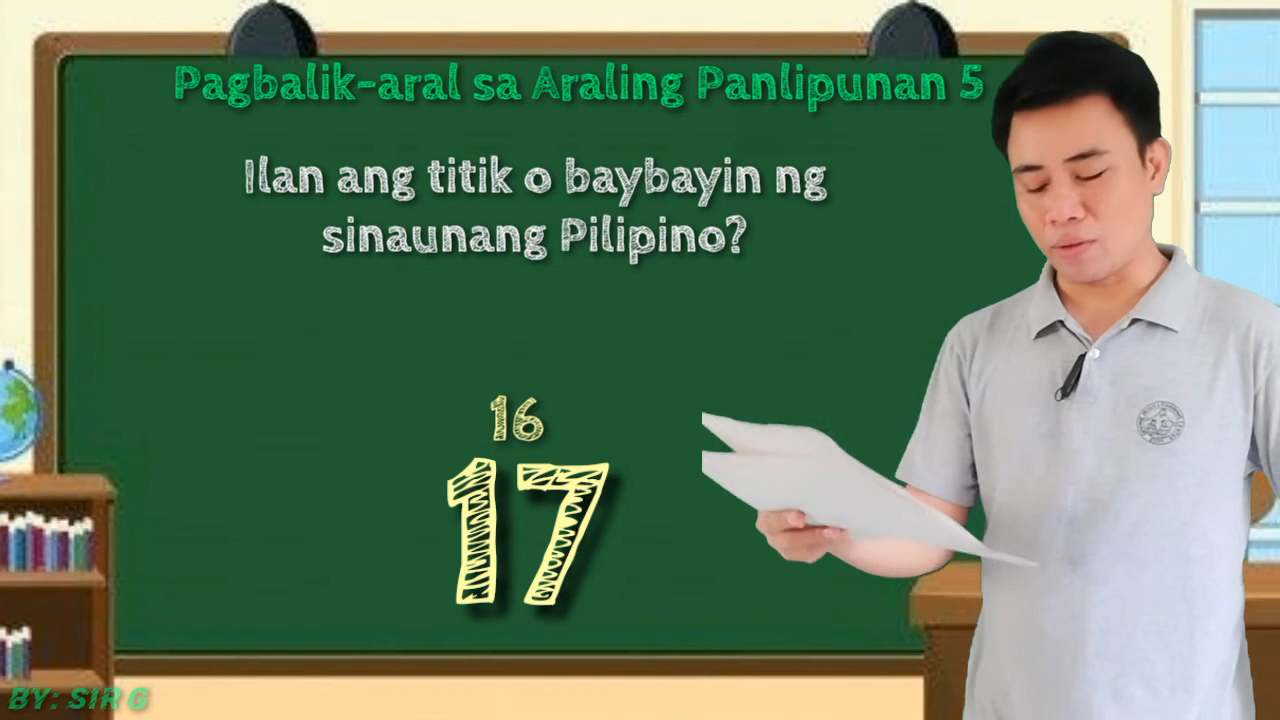 Pagbalik-aral sa Araling Panlipunan 5
Ilan ang titik o baybayin ng
sinaunang Pilipino?
16
17
BY: SIR G